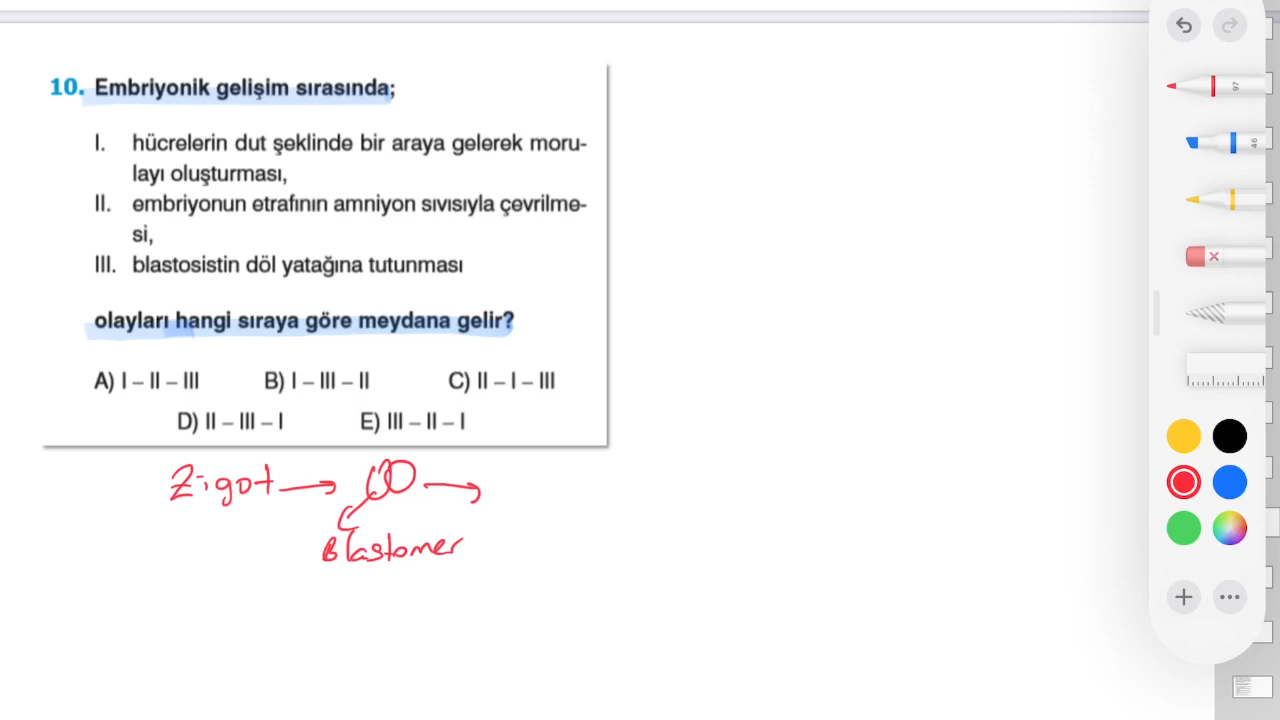 10. Embriyonik gelişim sırasında;
I. hücrelerin dut şeklinde bir araya gelerek moru-
layı oluşturması,
II. embriyonun etrafının amniyon sıvısıyla çevrilme-
si,
III. blastosistin döl yatağına tutunması
olayları hangi sıraya göre meydana gelir?
A) I – II – III B) I – III – II C) II – I – III
D) II – III – I E) III – II – I
Zigot
Blastomer
97
46